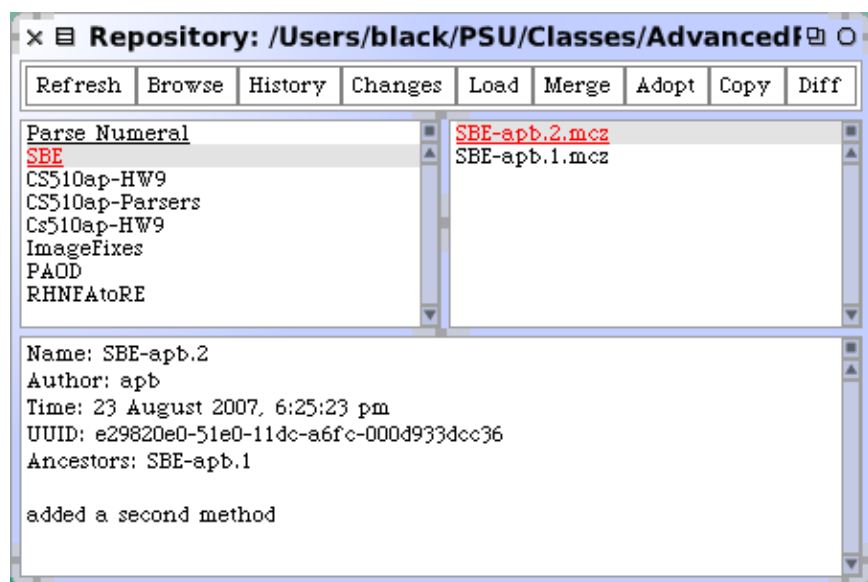 Repository: /Users/black/PSU/Classes/Advanced
Refresh Browse History Changes Load Merge Adopt Copy Diff
Parse Numeral
SBE
CS510ap-HW9
CS510ap-Parsers
Cs510ap-HW9
ImageFixes
PAOD
RHNFAtoRE
SBE-apb.2.mcz
SBE-apb.1.mcz
Name: SBE-apb.2
Author: apb
Time: 23 August 2007, 6:25:23 pm
UUID: e29820e0-51e0-11dc-a6fc-000d933dcc36
Ancestors: SBE-apb.1
added a second method